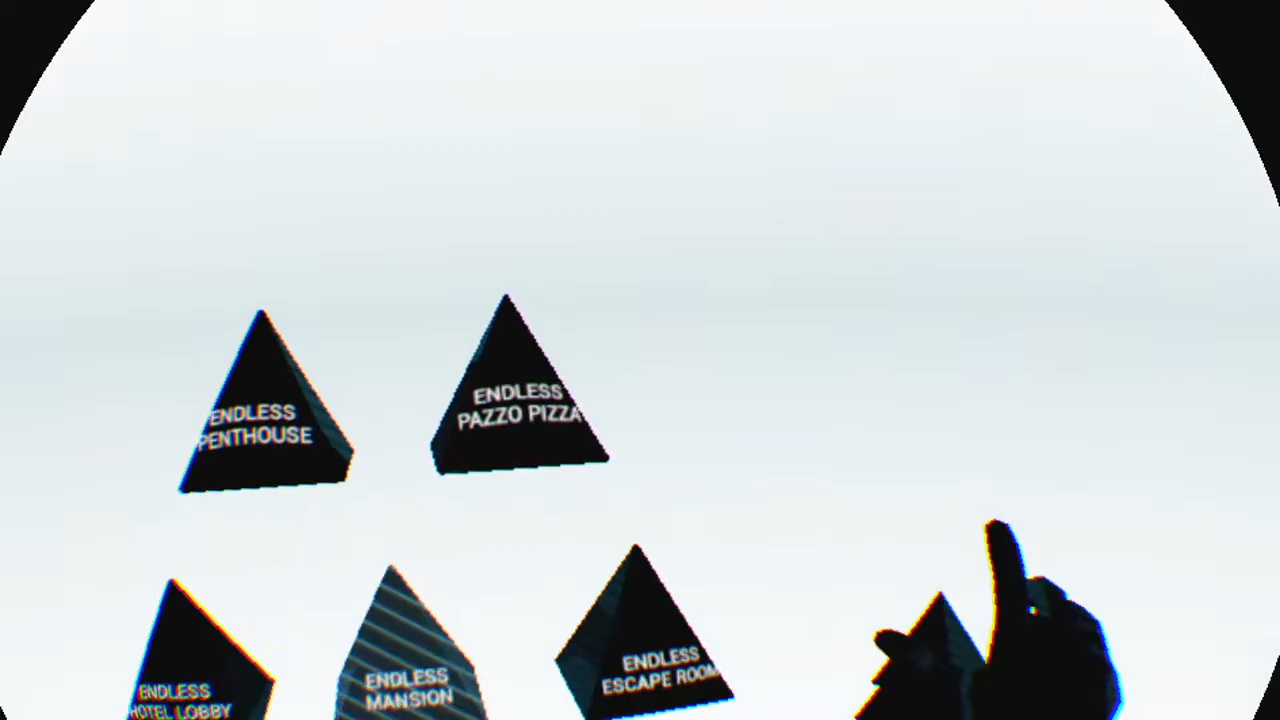 ENDLESS
PENTHOUSE
ENDLESS
PAZZO PIZZA
ENDLESS
HOTEL LOBBY
ENDLESS
MANSION
ENDLESS
ESCAPE ROOM